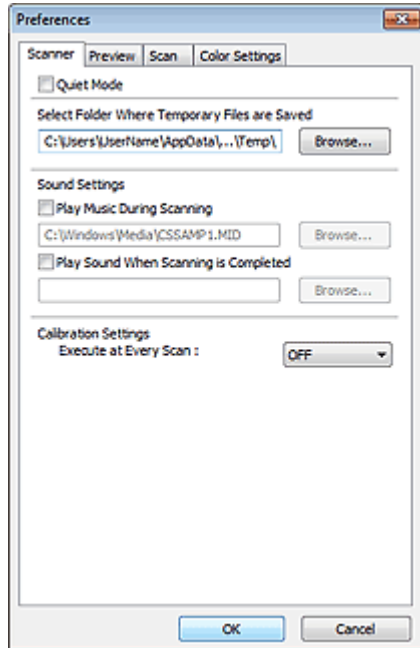 Preferences
Scanner Preview Scan Color Settings
Quiet Mode
Select Folder Where Temporary Files are Saved
C:\Users\UserName\AppData\,...\Temp\, Browse...
Sound Settings
Play Music During Scanning
C:\Windows\Media\CSSAMP1.MID Browse...
Play Sound When Scanning is Completed
Browse...
Calibration Settings
Execute at Every Scan : OFF
OK Cancel